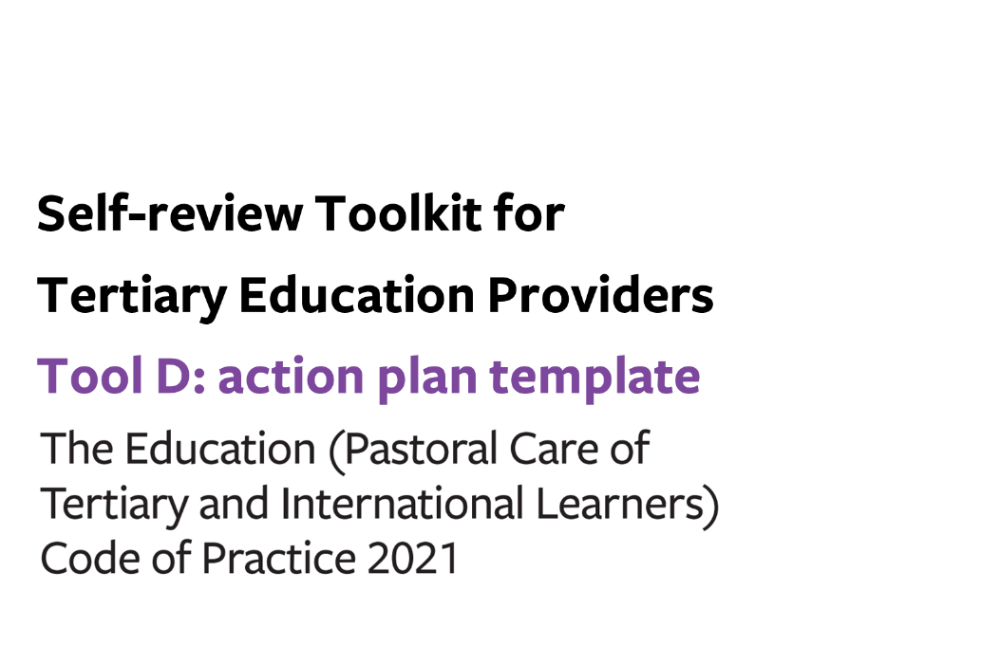 Self-review Toolkit for
Tertiary Education Providers
Tool D: action plan template
The Education (Pastoral Care of
Tertiary and International Learners)
Code of Practice 2021